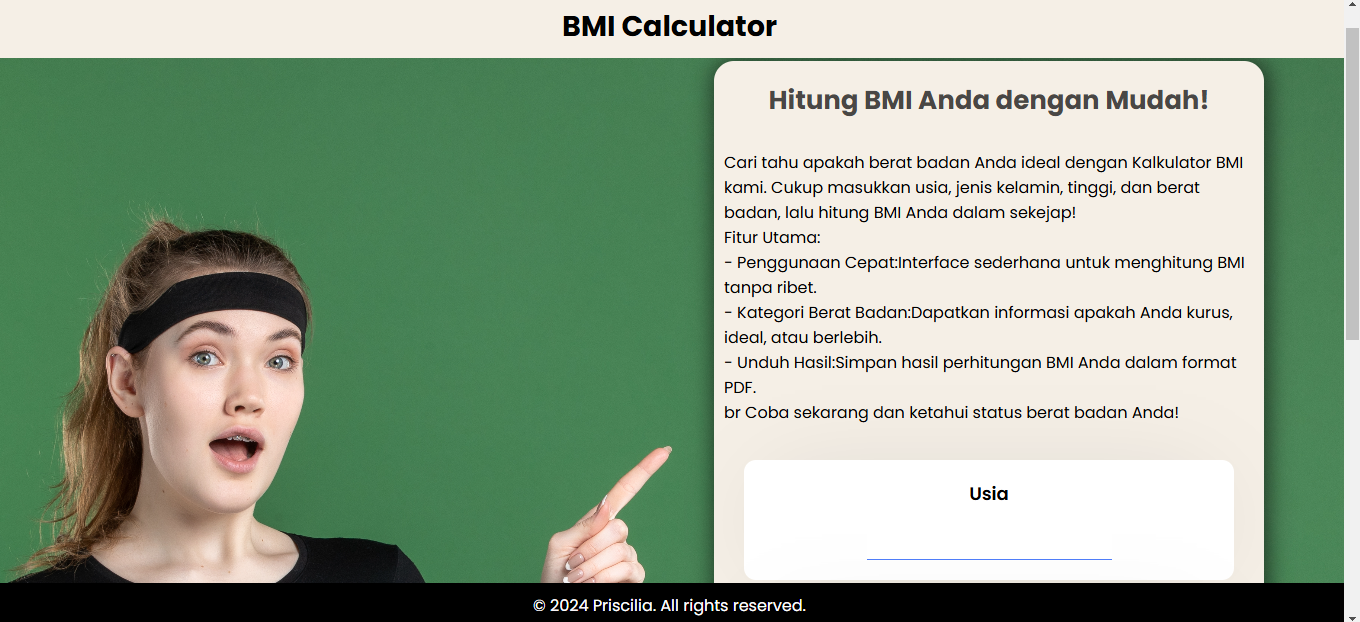 BMI Calculator
Hitung BMI Anda dengan Mudah!
Cari tahu apakah berat badan Anda ideal dengan Kalkulator BMI
kami. Cukup masukkan usia, jenis kelamin, tinggi, dan berat
badan, lalu hitung BMI Anda dalam sekejap!
Fitur Utama:
- Penggunaan Cepat:Interface sederhana untuk menghitung BMI
tanpa ribet.
- Kategori Berat Badan:Dapatkan informasi apakah Anda kurus,
ideal, atau berlebih.
- Unduh Hasil:Simpan hasil perhitungan BMI Anda dalam format
PDF.
br Coba sekarang dan ketahui status berat badan Anda!
Usia
© 2024 Priscilia. All rights reserved.